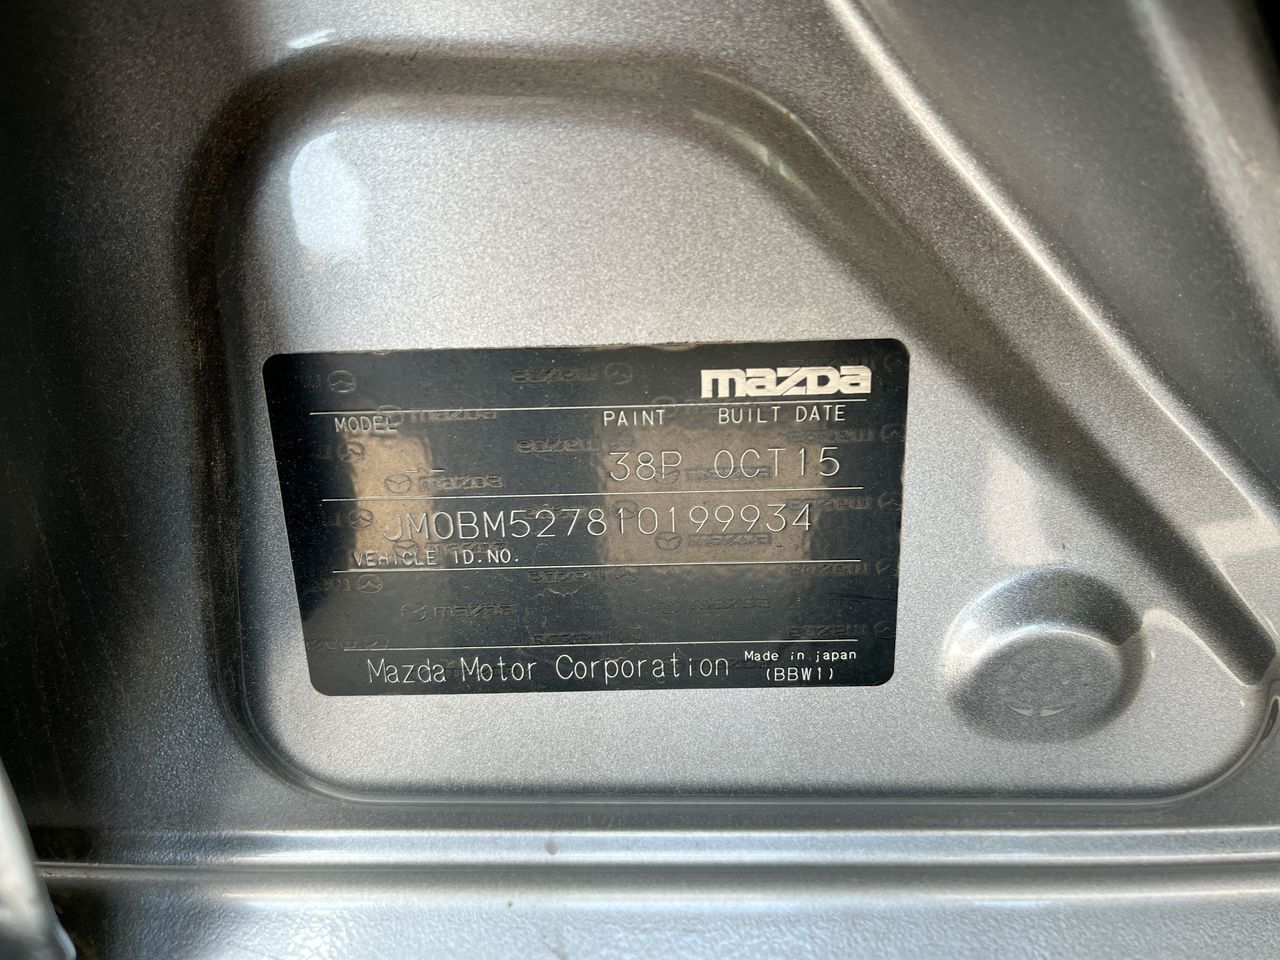 mazda
MODEL PAINT BUILT DATE
-- 38P OCT15
JM0BM527810199934
VEHICLE ID.NO.
Mazda Motor Corporation Made in japan
(BBW1)